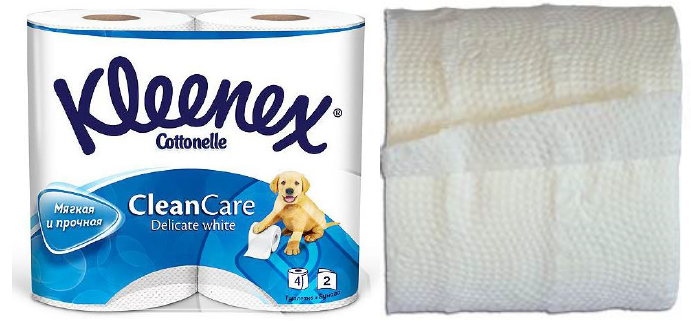 Kleenex®
Cottonelle
Мягкая
и прочная
CleanCare
Delicate white
4 2